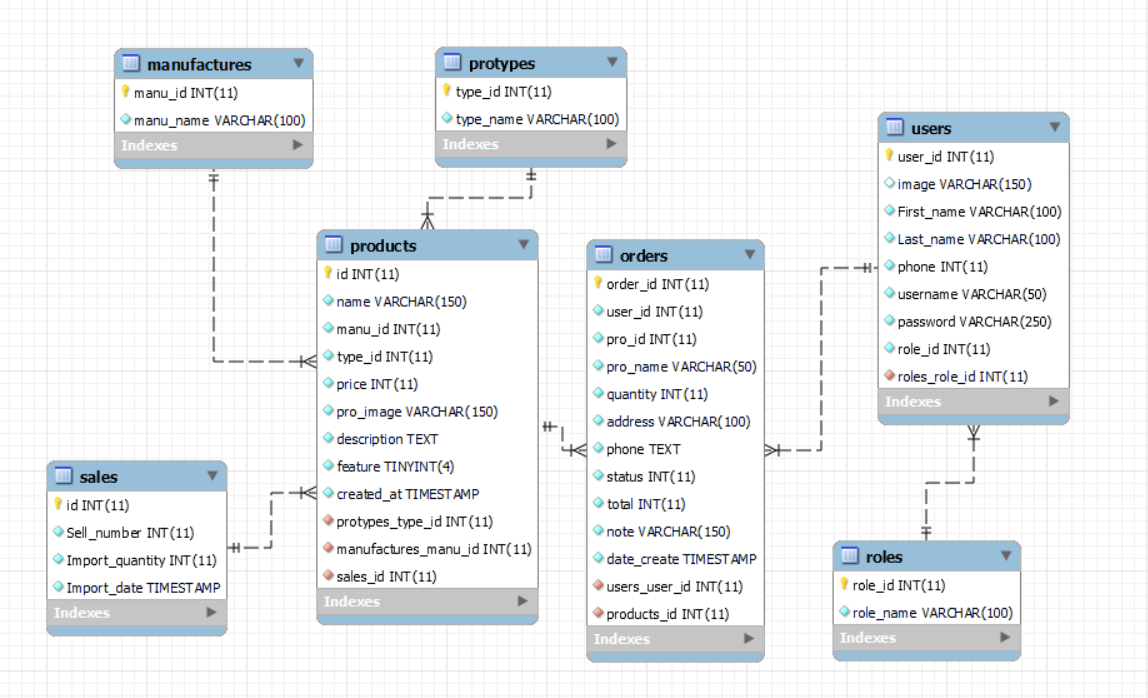 manufactures
manu_id INT(11)
manu_name VARCHAR(100)
Indexes
protypes
type_id INT(11)
type_name VARCHAR(100)
Indexes
users
user_id INT(11)
image VARCHAR(150)
First_name VARCHAR(100)
Last_name VARCHAR(100)
phone INT(11)
username VARCHAR(50)
password VARCHAR(250)
role_id INT(11)
roles_role_id INT(11)
Indexes
products
id INT(11)
name VARCHAR(150)
manu_id INT(11)
type_id INT(11)
price INT(11)
pro_image VARCHAR(150)
description TEXT
feature TINYINT(4)
created_at TIMESTAMP
protypes_type_id INT(11)
manufactures_manu_id INT(11)
sales_id INT(11)
Indexes
orders
order_id INT(11)
user_id INT(11)
pro_id INT(11)
pro_name VARCHAR(50)
quantity INT(11)
address VARCHAR(100)
phone TEXT
status INT(11)
total INT(11)
note VARCHAR(150)
date_create TIMESTAMP
users_user_id INT(11)
products_id INT(11)
Indexes
sales
id INT(11)
Sell_number INT(11)
Import_quantity INT(11)
Import_date TIMESTAMP
Indexes
roles
role_id INT(11)
role_name VARCHAR(100)
Indexes